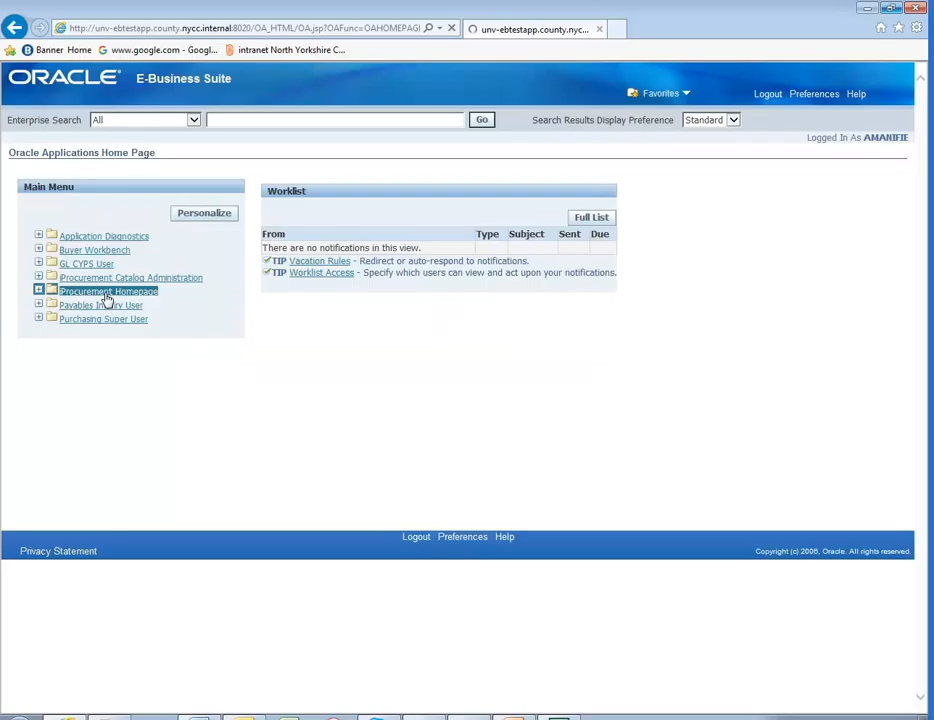 http://unv-ebtestapp.county.nycc.internal:8020/OA_HTML/OA.jsp?OAFunc=OAHOMEPAGE
unv-ebtestapp.county.nyc...
Banner Home
www.google.com - Googl...
intranet North Yorkshire C...
ORACLE
E-Business Suite
Favorites
Logout Preferences Help
Enterprise Search All Go Search Results Display Preference Standard
Logged In As AMANIFIE
Oracle Applications Home Page
Main Menu
Personalize
Application Diagnostics
Buyer Workbench
GL CYPS User
iProcurement Catalog Administration
iProcurement Homepage
Payables Inquiry User
Purchasing Super User
Worklist
Full List
From Type Subject Sent Due
There are no notifications in this view.
TIP Vacation Rules - Redirect or auto-respond to notifications.
TIP Worklist Access - Specify which users can view and act upon your notifications.
Logout Preferences Help
Privacy Statement
Copyright (c) 2006, Oracle. All rights reserved.